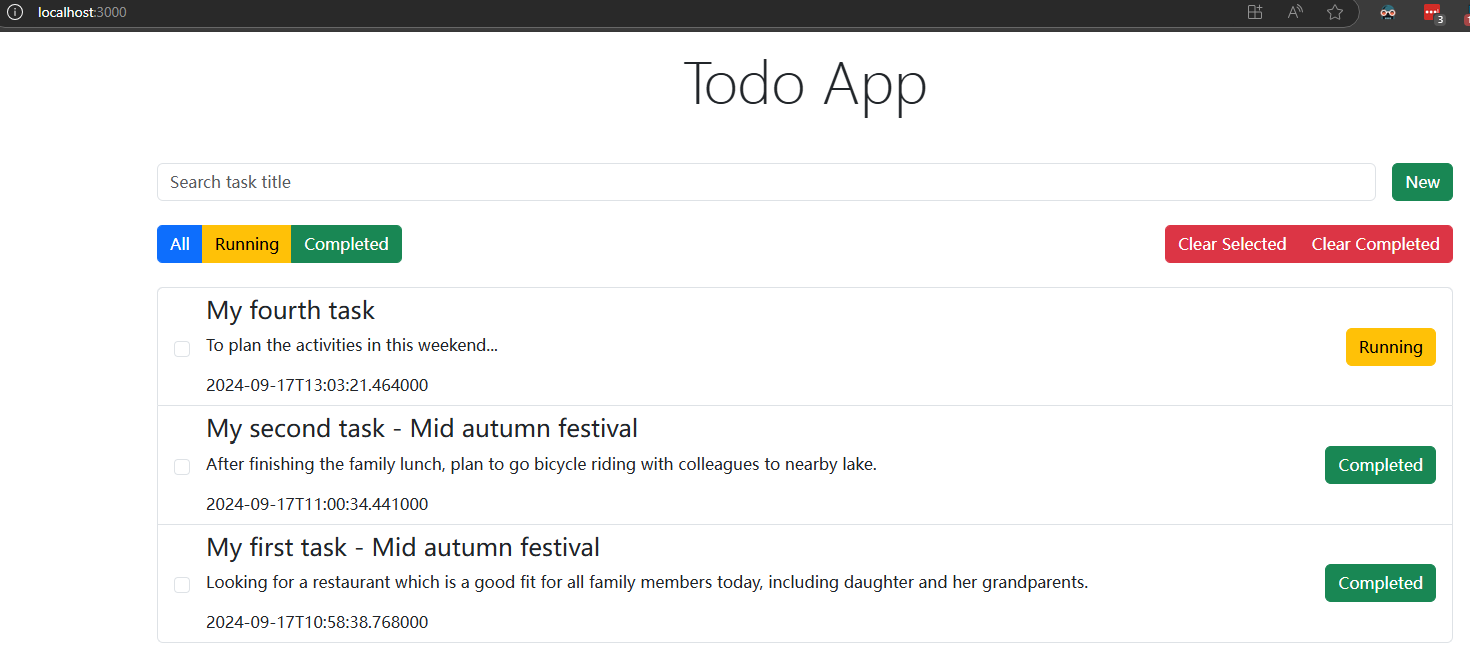 localhost:3000
3
Todo App
Search task title
New
All Running Completed
Clear Selected Clear Completed
My fourth task
To plan the activities in this weekend...
Running
2024-09-17T13:03:21.464000
My second task - Mid autumn festival
After finishing the family lunch, plan to go bicycle riding with colleagues to nearby lake.
Completed
2024-09-17T11:00:34.441000
My first task - Mid autumn festival
Looking for a restaurant which is a good fit for all family members today, including daughter and her grandparents.
Completed
2024-09-17T10:58:38.768000